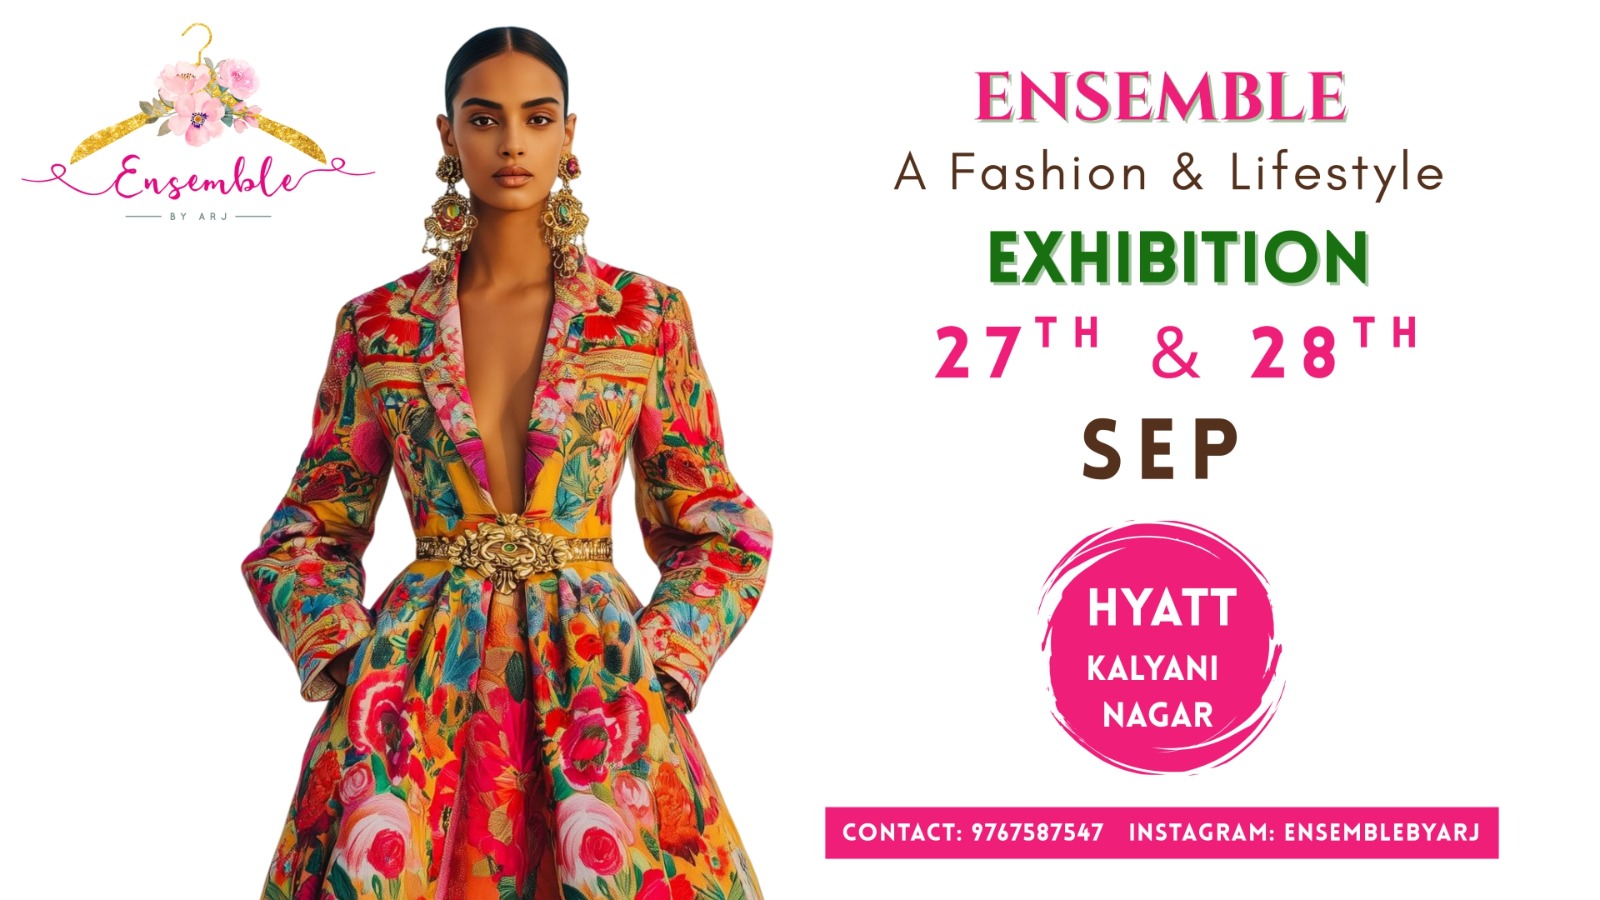 Ensemble
BY ARJ
ENSEMBLE
A Fashion & Lifestyle
EXHIBITION
27TH & 28TH
SEP
HYATT
KALYANI
NAGAR
CONTACT: 9767587547 INSTAGRAM: ENSEMBLEBYARJ